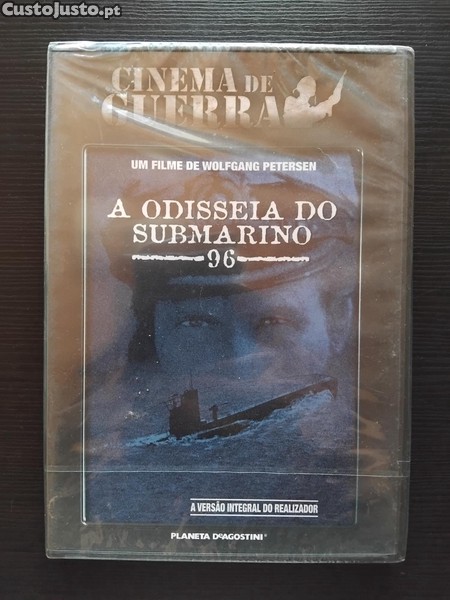 CustoJusto.pt
CINEMA DE
GUERRA
UM FILME DE WOLFGANG PETERSEN
A ODISSEIA DO
SUBMARINO
96
A VERSÃO INTEGRAL DO REALIZADOR
PLANETA DEAGOSTINI